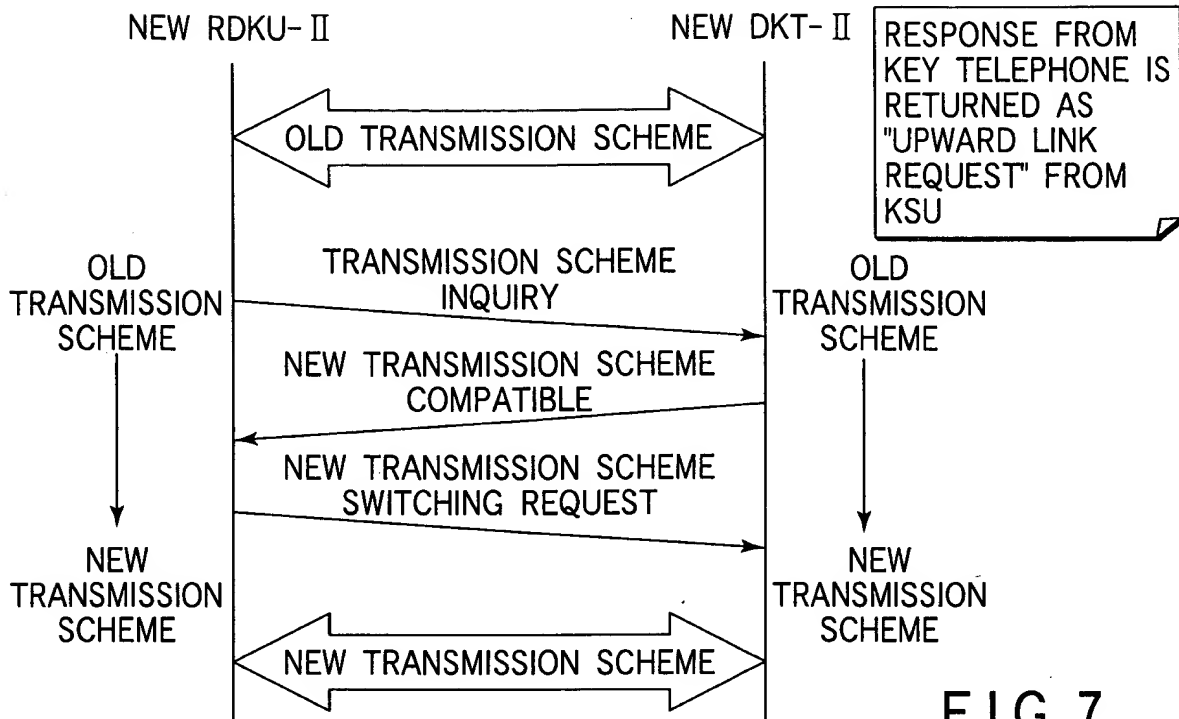 NEW RDKU-II
NEW DKT-II
RESPONSE FROM
KEY TELEPHONE IS
RETURNED AS
"UPWARD LINK
REQUEST" FROM
KSU
OLD TRANSMISSION SCHEME
OLD
TRANSMISSION
SCHEME
TRANSMISSION SCHEME
INQUIRY
OLD
TRANSMISSION
SCHEME
NEW TRANSMISSION SCHEME
COMPATIBLE
NEW TRANSMISSION SCHEME
SWITCHING REQUEST
NEW
TRANSMISSION
SCHEME
NEW
TRANSMISSION
SCHEME
NEW TRANSMISSION SCHEME
FIG. 7